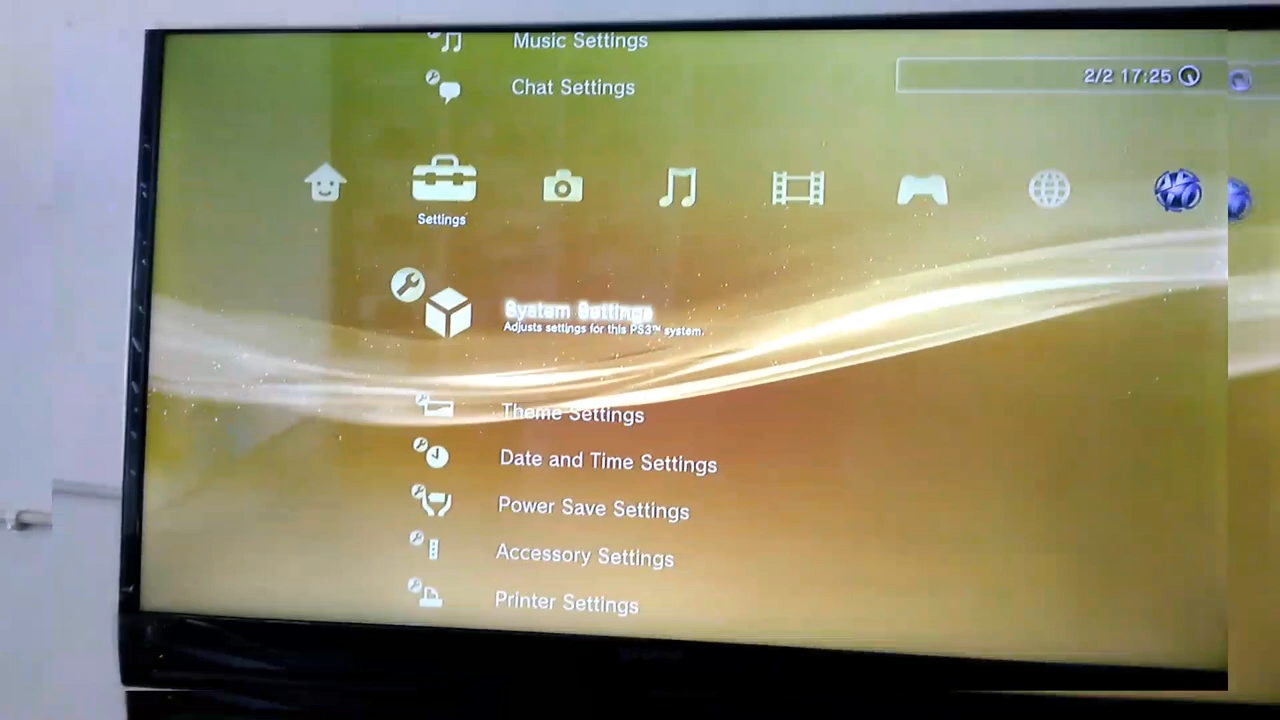 Music Settings
2/2 17:25
Chat Settings
Settings
System Settings
Adjusts settings for this PS3™ system.
Theme Settings
Date and Time Settings
Power Save Settings
Accessory Settings
Printer Settings